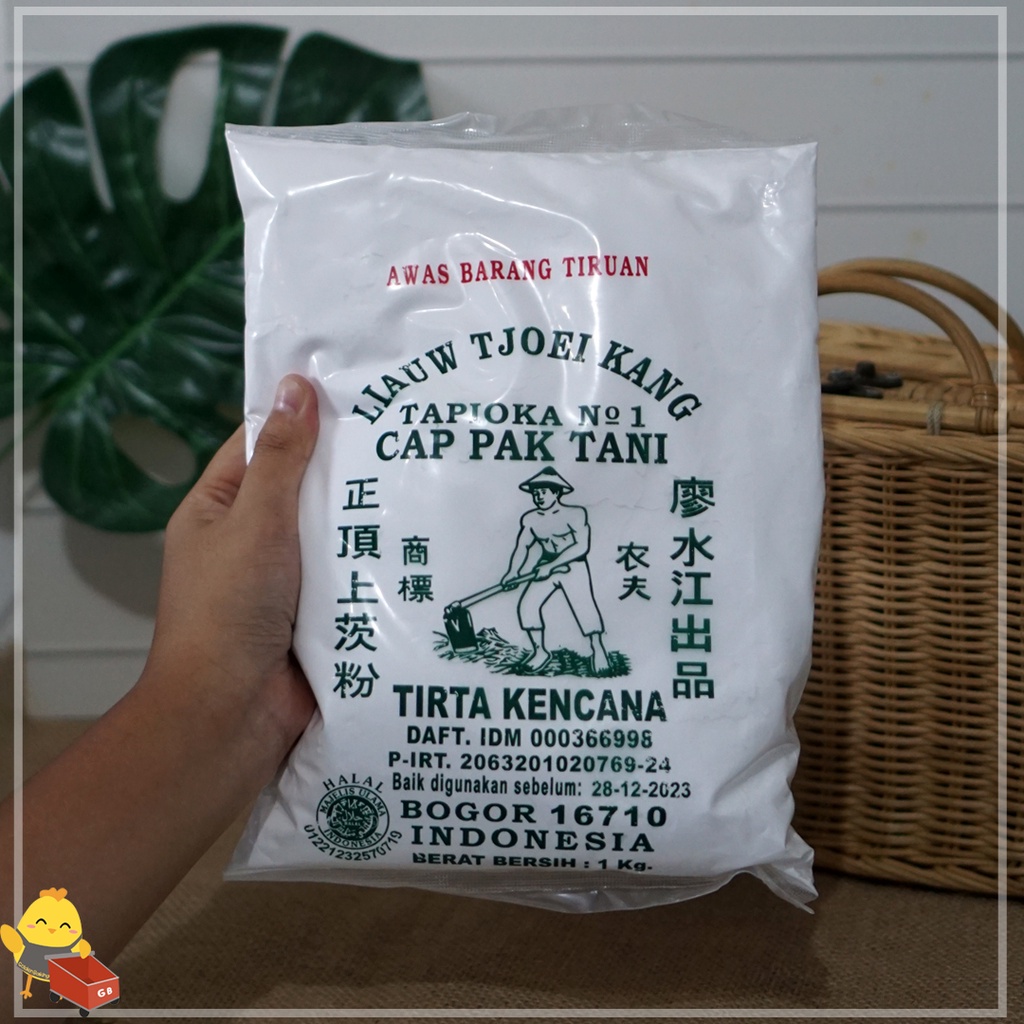 AWAS BARANG TIRUAN
LIAUW TJOEI KANG
TAPIOKA № 1
CAP PAK TANI
正頂上茨粉
商標
农夫
廖水江出品
TIRTA KENCANA
DAFT. IDM 000366998
P-IRT. 2063201020769-24
Baik digunakan sebelum: 28-12-2023
HALAL
MAJELIS ULAMA
INDONESIA
01221232570719
BOGOR 16710
INDONESIA
BERAT BERSIH : 1 Kg.
GB